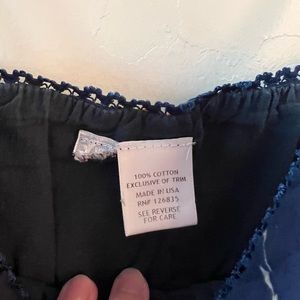 100% COTTON
EXCLUSIVE OF TRIM
MADE IN USA
RN# 126835
SEE REVERSE
FOR CARE